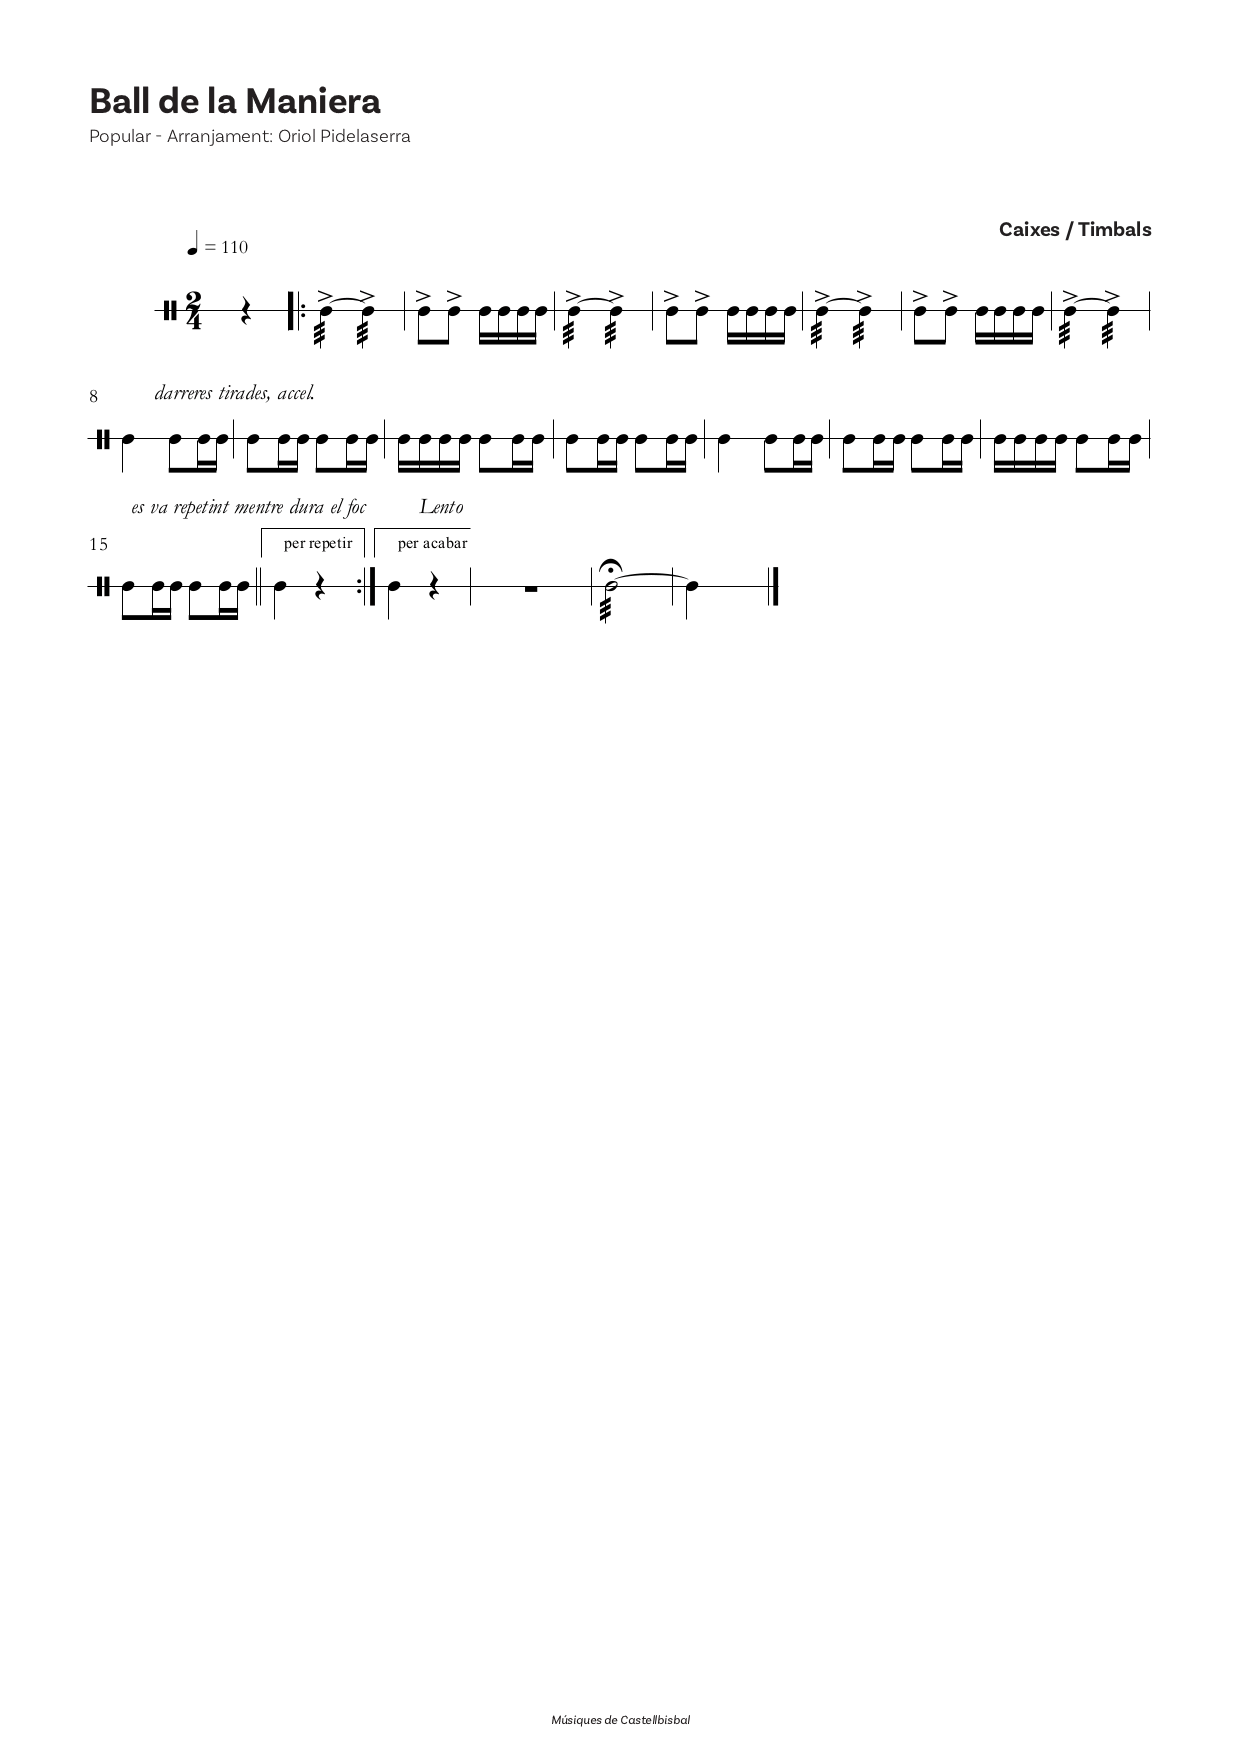 Ball de la Maniera
Popular - Arranjament: Oriol Pidelaserra
Caixes / Timbals
= 110
2
4
8
darreres tirades, accel.
es va repetint mentre dura el foc
Lento
15
per repetir
per acabar
Músiques de Castellbisbal